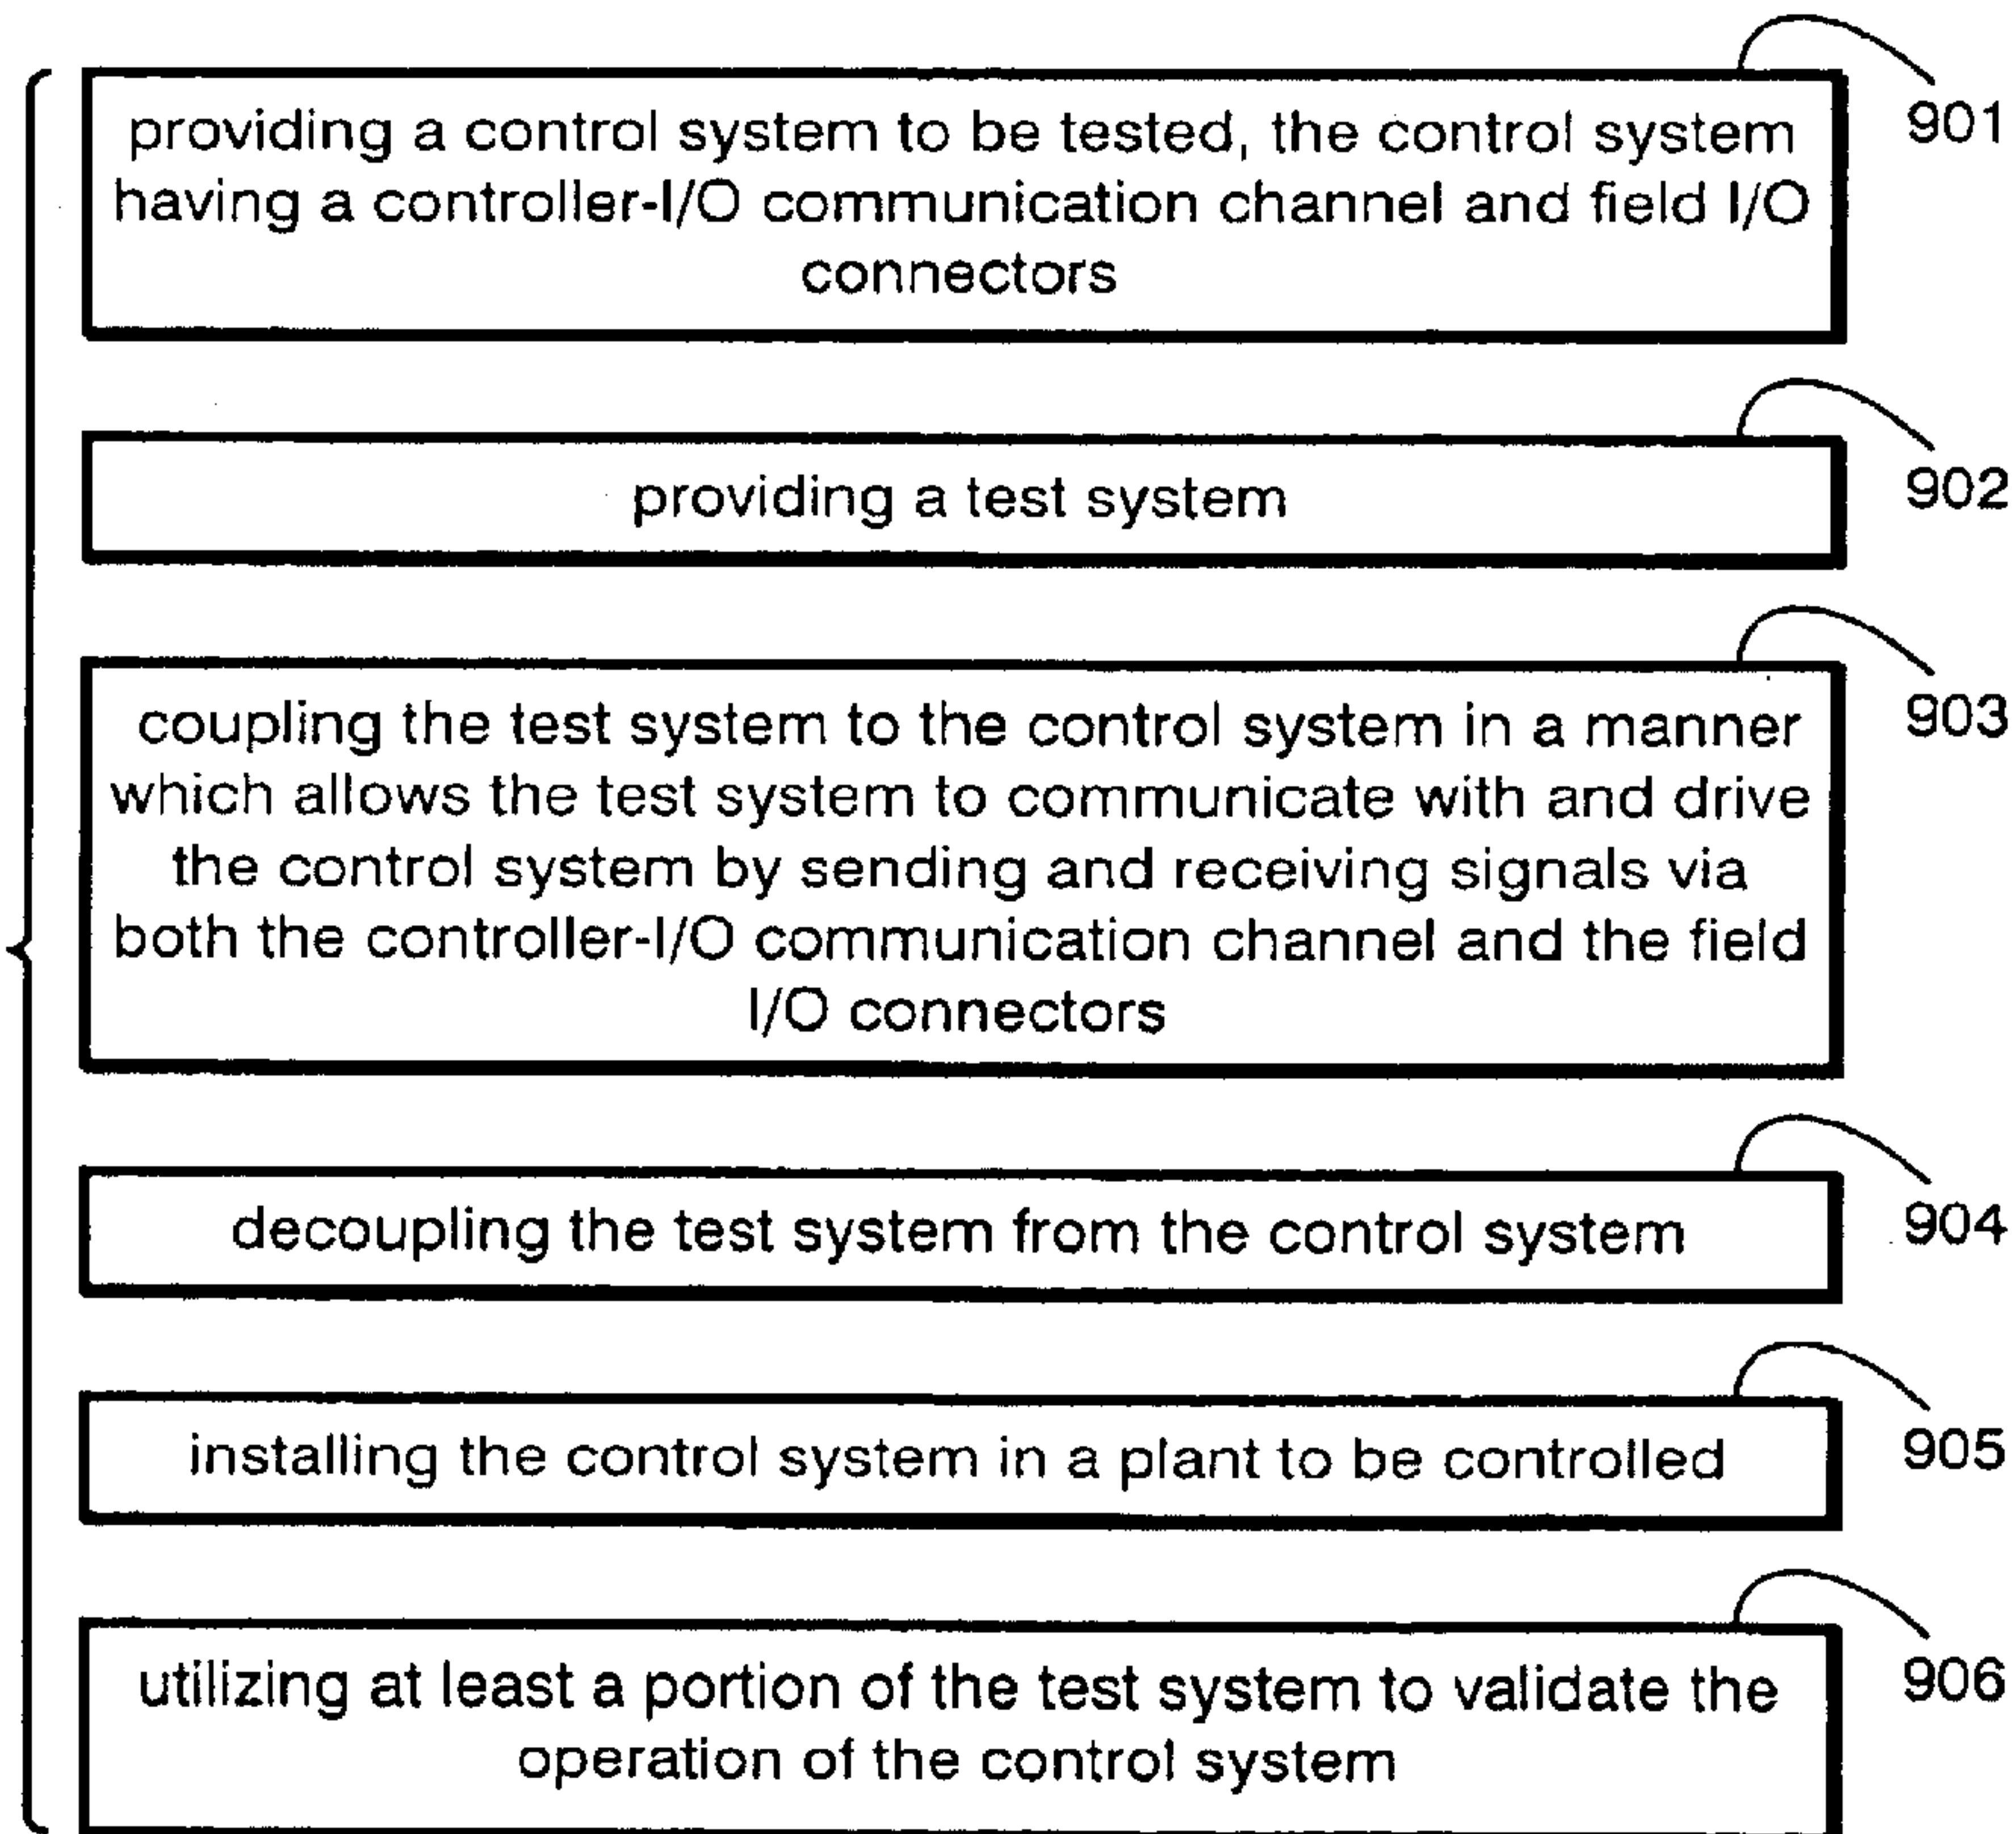 providing a control system to be tested, the control system
having a controller-I/O communication channel and field I/O
connectors
901
providing a test system
902
coupling the test system to the control system in a manner
which allows the test system to communicate with and drive
the control system by sending and receiving signals via
both the controller-I/O communication channel and the field
I/O connectors
903
decoupling the test system from the control system
904
installing the control system in a plant to be controlled
905
utilizing at least a portion of the test system to validate the
operation of the control system
906